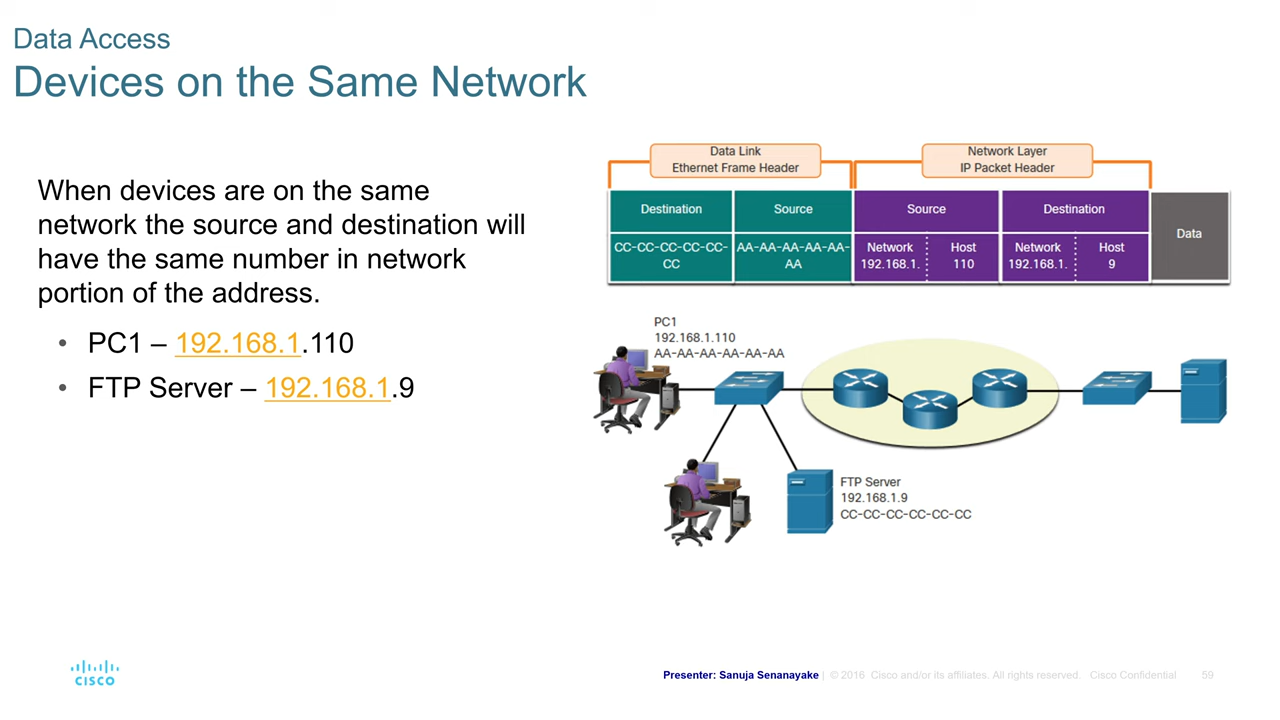 Data Access
Devices on the Same Network
When devices are on the same
network the source and destination will
have the same number in network
portion of the address.
• PC1 – 192.168.1.110
• FTP Server – 192.168.1.9
Data Link
Ethernet Frame Header
Network Layer
IP Packet Header
Destination
Source
Source
Destination
Data
CC-CC-CC-CC-CC-
CC
AA-AA-AA-AA-AA-
AA
Network
192.168.1.
Host
110
Network
192.168.1.
Host
9
PC1
192.168.1.110
AA-AA-AA-AA-AA-AA
FTP Server
192.168.1.9
CC-CC-CC-CC-CC-CC
CISCO
Presenter: Sanuja Senanayake | © 2016 Cisco and/or its affiliates. All rights reserved. Cisco Confidential 59